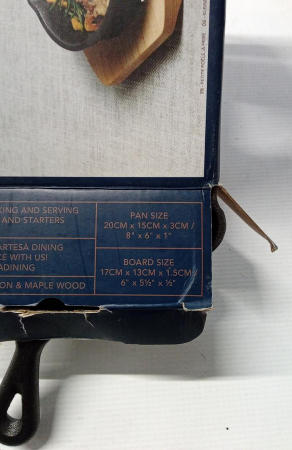 KING AND SERVING
AND STARTERS
ARTESA DINING
CE WITH US!
ADINING
ON & MAPLE WOOD
PAN SIZE
20CM x 15CM x 3CM /
8" x 6" x 1"
BOARD SIZE
17CM x 13CM x 1.5CM /
6" x 5½" x ½"